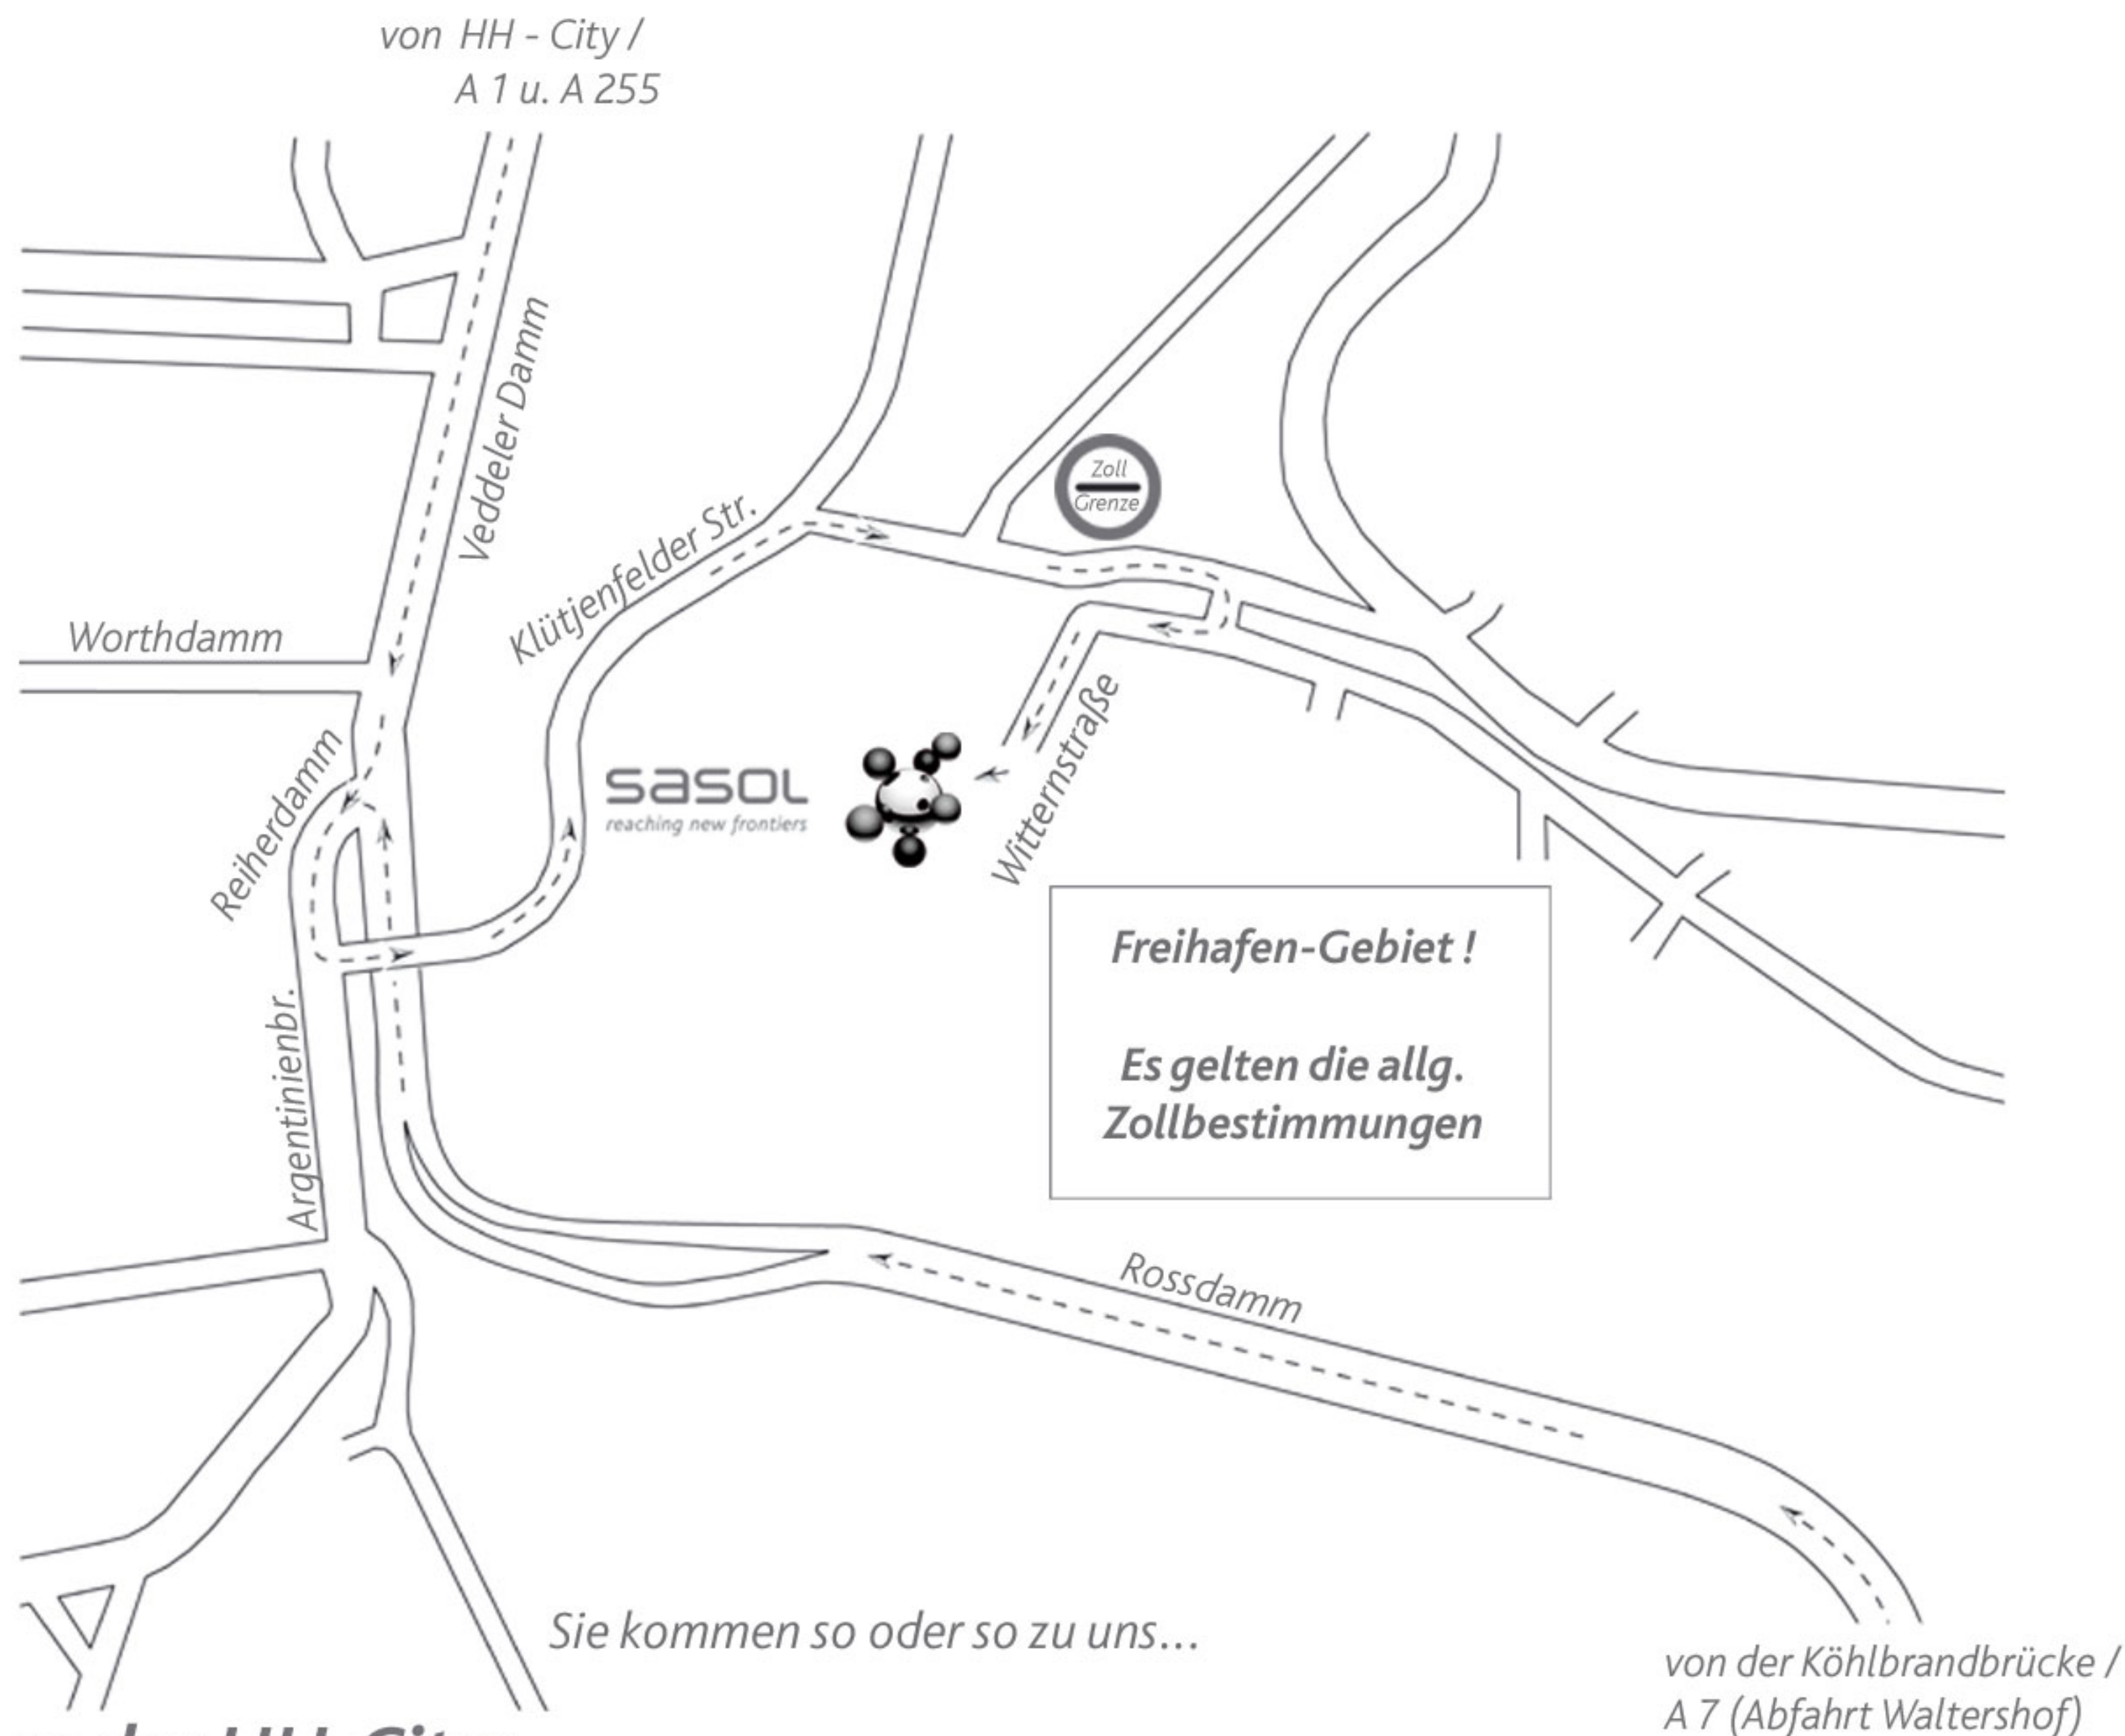 von HH - City /
A 1 u. A 255
Veddeler Damm
Zoll
Grenze
Klütjenfelder Str.
Worthdamm
Reiherdamm
sasol
reaching new frontiers
Witternstraße
Freihafen-Gebiet !
Es gelten die allg.
Zollbestimmungen
Argentinienbr.
Rossdamm
Sie kommen so oder so zu uns...
von der Köhlbrandbrücke /
A 7 (Abfahrt Waltershof)